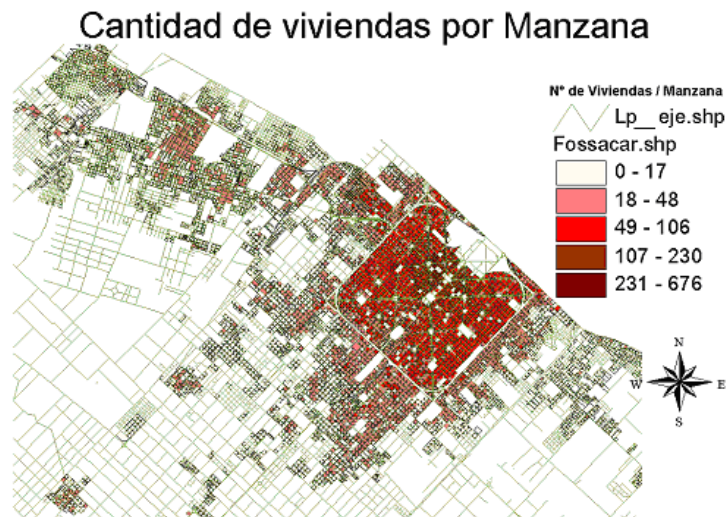 Cantidad de viviendas por Manzana
N° de Viviendas / Manzana
Lp__eje.shp
Fossacar.shp
0 - 17
18 - 48
49 - 106
107 - 230
231 - 676
N
W E
S